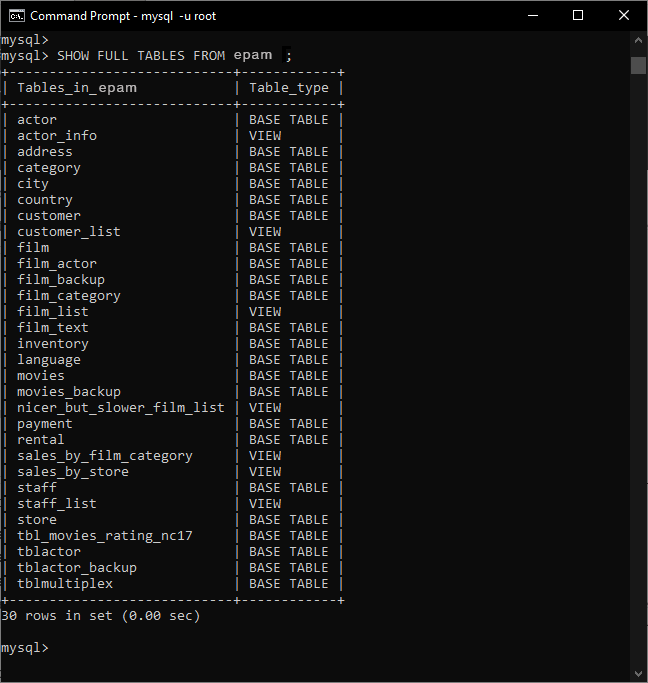 Command Prompt - mysql -u root
mysql>
mysql> SHOW FULL TABLES FROM epam ;
+----------------------------+------------+
| Tables_in_epam             | Table_type |
+----------------------------+------------+
| actor                      | BASE TABLE |
| actor_info                 | VIEW       |
| address                    | BASE TABLE |
| category                   | BASE TABLE |
| city                       | BASE TABLE |
| country                    | BASE TABLE |
| customer                   | BASE TABLE |
| customer_list              | VIEW       |
| film                       | BASE TABLE |
| film_actor                 | BASE TABLE |
| film_backup                | BASE TABLE |
| film_category              | BASE TABLE |
| film_list                  | VIEW       |
| film_text                  | BASE TABLE |
| inventory                  | BASE TABLE |
| language                   | BASE TABLE |
| movies                     | BASE TABLE |
| movies_backup              | BASE TABLE |
| nicer_but_slower_film_list | VIEW       |
| payment                    | BASE TABLE |
| rental                     | BASE TABLE |
| sales_by_film_category     | VIEW       |
| sales_by_store             | VIEW       |
| staff                      | BASE TABLE |
| staff_list                 | VIEW       |
| store                      | BASE TABLE |
| tbl_movies_rating_nc17     | BASE TABLE |
| tblactor                   | BASE TABLE |
| tblactor_backup            | BASE TABLE |
| tblmultiplex               | BASE TABLE |
+----------------------------+------------+
30 rows in set (0.00 sec)
mysql>